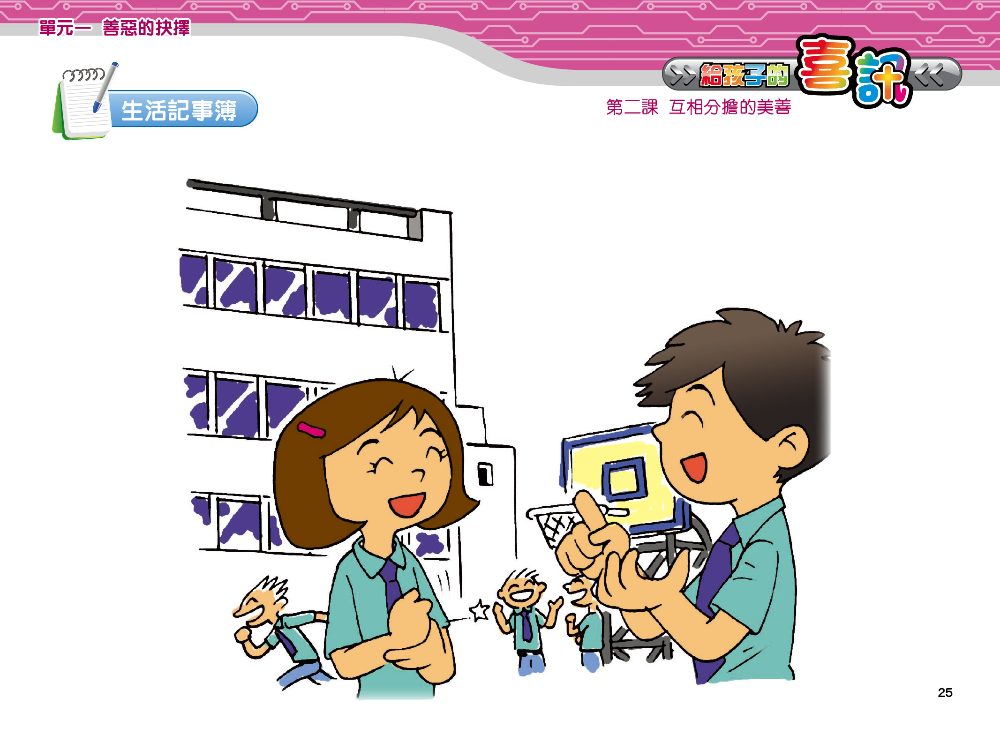 單元一 善惡的抉擇
給孩子的喜訊
第二課 互相分擔的美善
生活記事簿
25